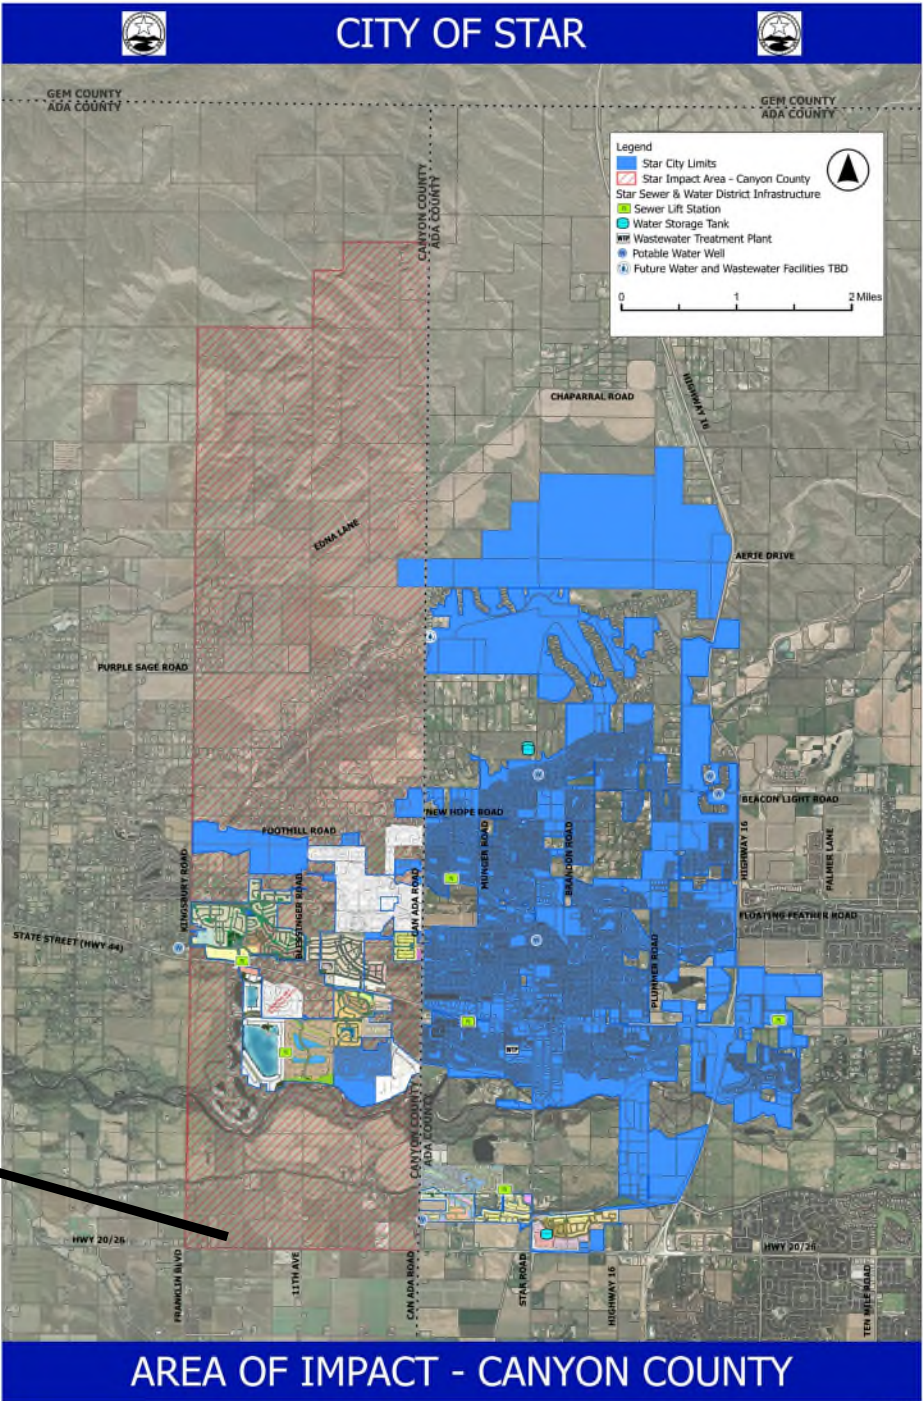 CITY OF STAR
GEM COUNTY
ADA COUNTY
GEM COUNTY
ADA COUNTY
CANYON COUNTY
ADA COUNTY
Legend
Star City Limits
Star Impact Area - Canyon County
Star Sewer & Water District Infrastructure
Sewer Lift Station
Water Storage Tank
WTP Wastewater Treatment Plant
Potable Water Well
Future Water and Wastewater Facilities TBD
0 1 2 Miles
CHAPARRAL ROAD
HIGHWAY 16
EDNA LANE
AERIE DRIVE
PURPLE SAGE ROAD
BEACON LIGHT ROAD
NEW HOPE ROAD
FOOTHILL ROAD
KINGSBURY ROAD
BLESSINGER ROAD
CAN ADA ROAD
MUNGER ROAD
BRANDON ROAD
HIGHWAY 16
PALMER LANE
FLOATING FEATHER ROAD
STATE STREET (HWY 44)
PLUMMER ROAD
WTP
CANYON COUNTY
ADA COUNTY
HWY 20/26
HWY 20/26
FRANKLIN BLVD
11TH AVE
CAN ADA ROAD
STAR ROAD
HIGHWAY 16
TEN MILE ROAD
AREA OF IMPACT - CANYON COUNTY